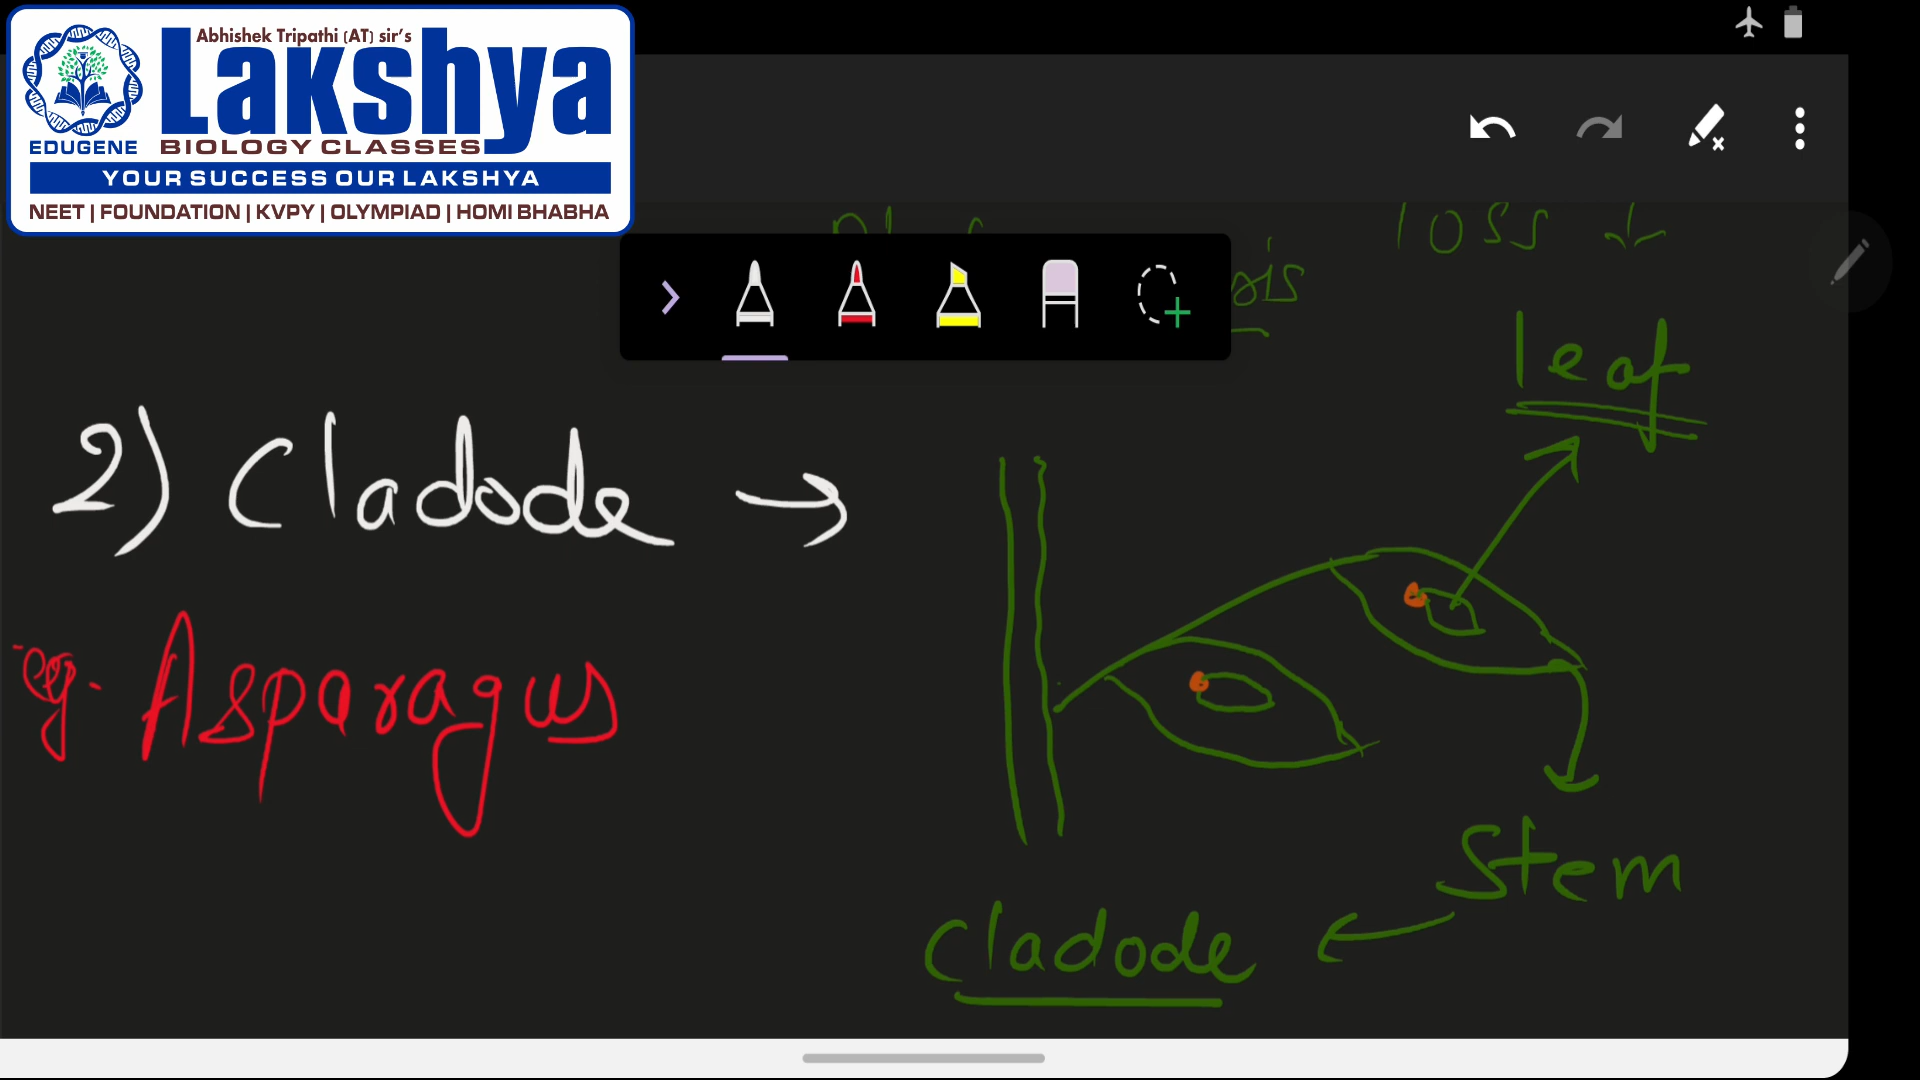 Abhishek Tripathi (AT) sir's
Lakshya
EDUGENE
BIOLOGY CLASSES
YOUR SUCCESS OUR LAKSHYA
NEET | FOUNDATION | KVPY | OLYMPIAD | HOMI BHABHA
loss ↓
leaf
2) Cladode →
eg. Asparagus
Stem
Cladode